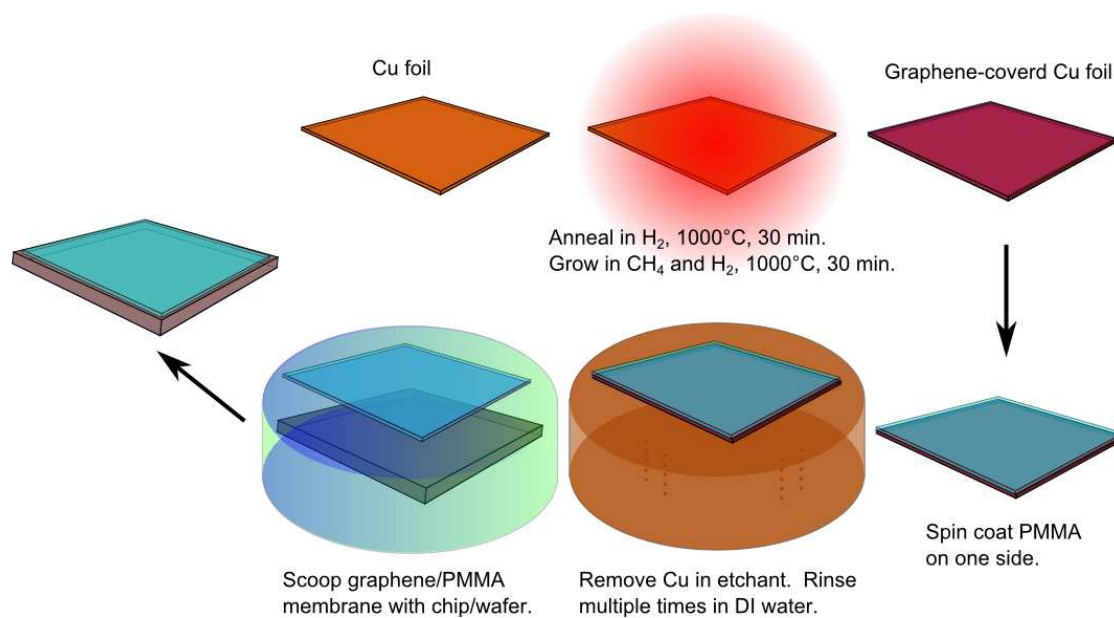 Cu foil
Graphene-coverd Cu foil
Anneal in H₂, 1000°C, 30 min.
Grow in CH₄ and H₂, 1000°C, 30 min.
Spin coat PMMA
on one side.
Remove Cu in etchant. Rinse
multiple times in DI water.
Scoop graphene/PMMA
membrane with chip/wafer.